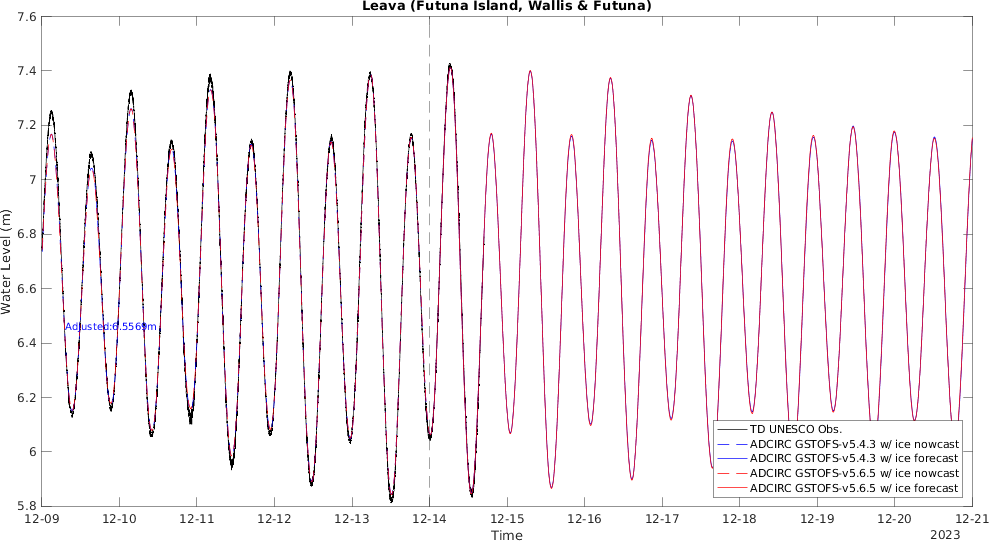 Leava (Futuna Island, Wallis & Futuna)
Water Level (m)
7.6
7.4
7.2
7
6.8
6.6
6.4
6.2
6
5.8
Adjusted:6.5569m
TD UNESCO Obs.
ADCIRC GSTOFS-v5.4.3 w/ ice nowcast
ADCIRC GSTOFS-v5.4.3 w/ ice forecast
ADCIRC GSTOFS-v5.6.5 w/ ice nowcast
ADCIRC GSTOFS-v5.6.5 w/ ice forecast
12-09 12-10 12-11 12-12 12-13 12-14 12-15 12-16 12-17 12-18 12-19 12-20 12-21
Time
2023